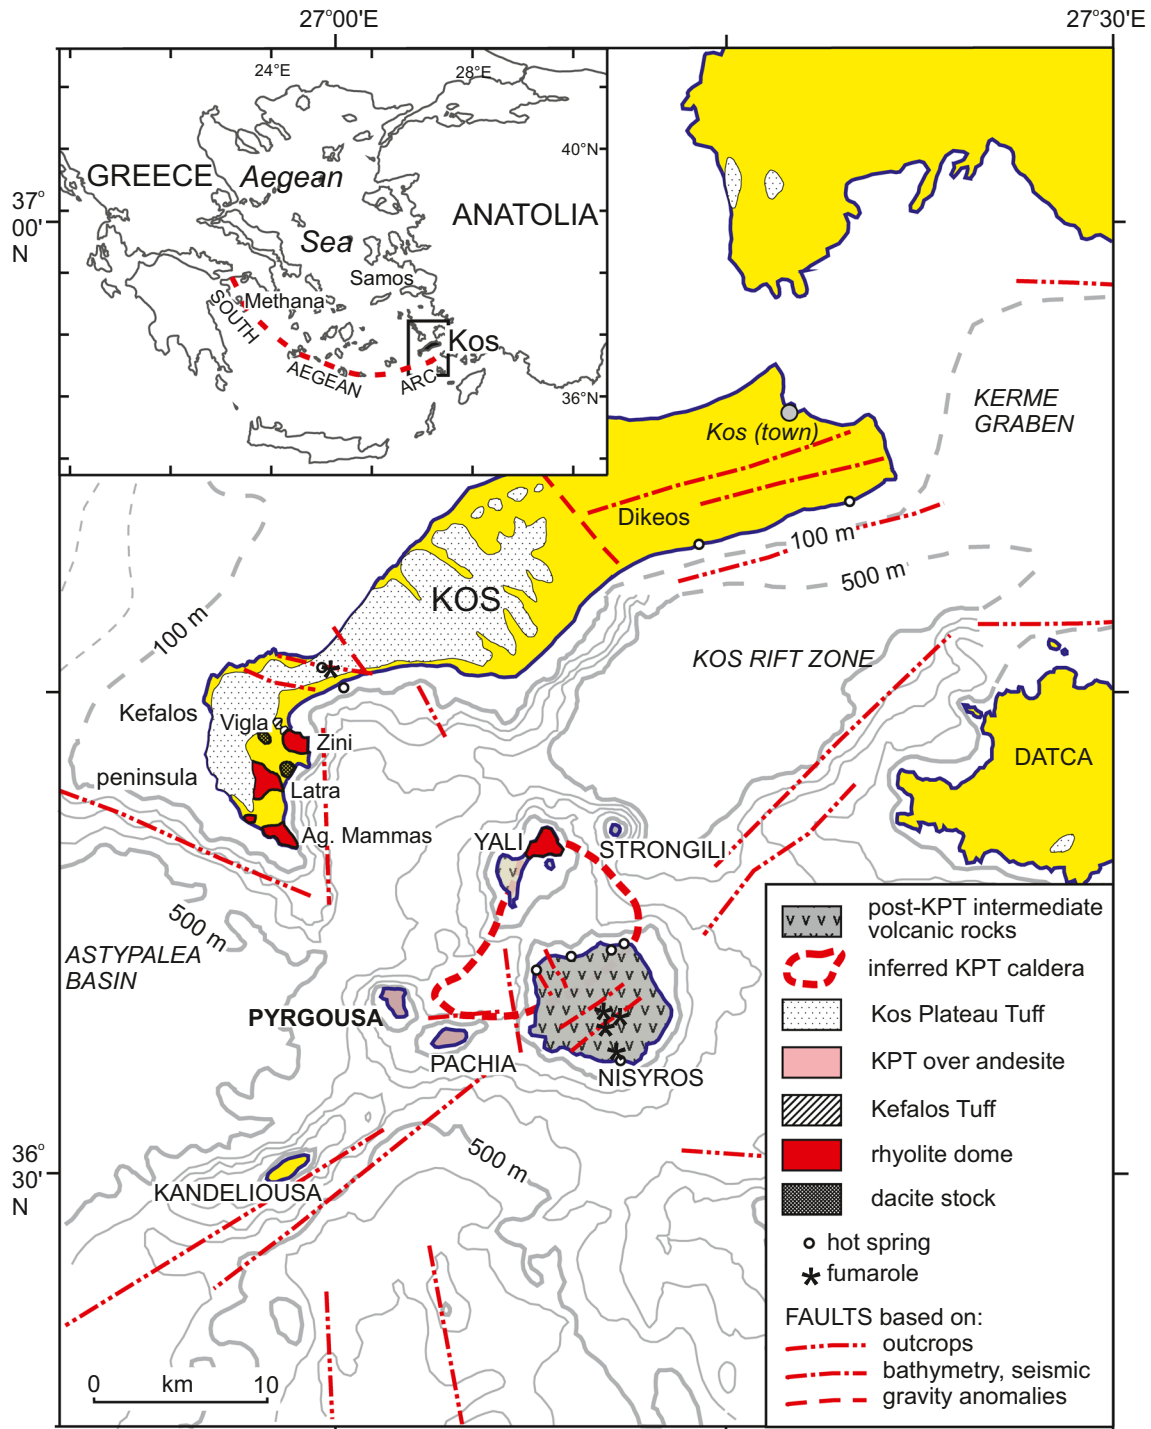 27°00'E
27°30'E
24°E
28°E
40°N
GREECE
Aegean
ANATOLIA
37°
00'
N
Sea
Samos
Methana
SOUTH
Kos
AEGEAN
ARC
36°N
KERME
GRABEN
Kos (town)
Dikeos
100 m
500 m
KOS
100 m
KOS RIFT ZONE
Kefalos
Vigla
Zini
DATCA
peninsula
Latra
Ag. Mammas
YALI
STRONGILI
500 m
ASTYPALEA
BASIN
PYRGOUSA
PACHIA
NISYROS
500 m
36°
30'
N
KANDELIOUSA
0 km 10
post-KPT intermediate
volcanic rocks
inferred KPT caldera
Kos Plateau Tuff
KPT over andesite
Kefalos Tuff
rhyolite dome
dacite stock
hot spring
fumarole
FAULTS based on:
outcrops
bathymetry, seismic
gravity anomalies